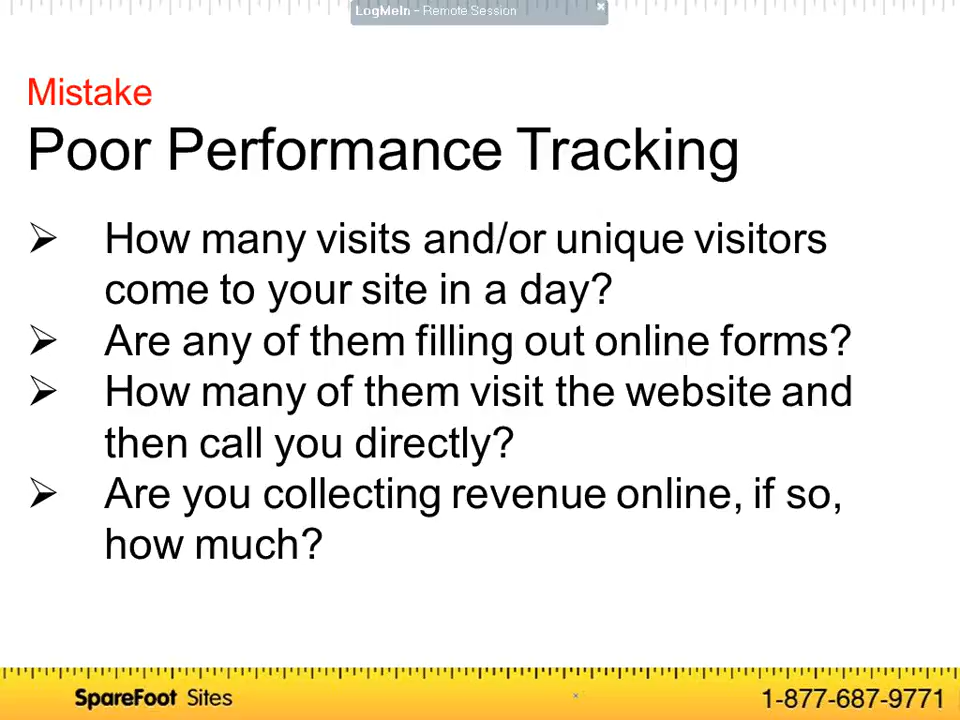 LogMeIn - Remote Session
Mistake
Poor Performance Tracking
➢ How many visits and/or unique visitors
come to your site in a day?
➢ Are any of them filling out online forms?
➢ How many of them visit the website and
then call you directly?
➢ Are you collecting revenue online, if so,
how much?
SpareFoot Sites
1-877-687-9771